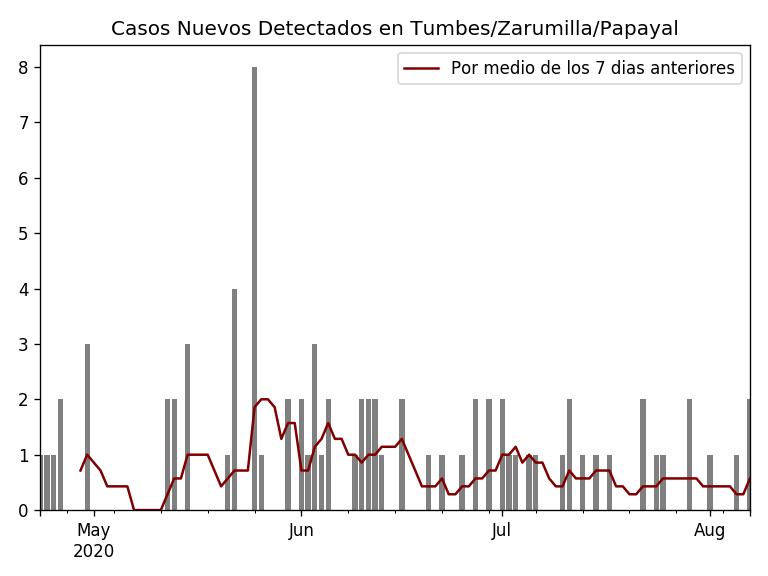 Casos Nuevos Detectados en Tumbes/Zarumilla/Papayal
Por medio de los 7 dias anteriores
8
7
6
5
4
3
2
1
0
May
2020
Jun
Jul
Aug